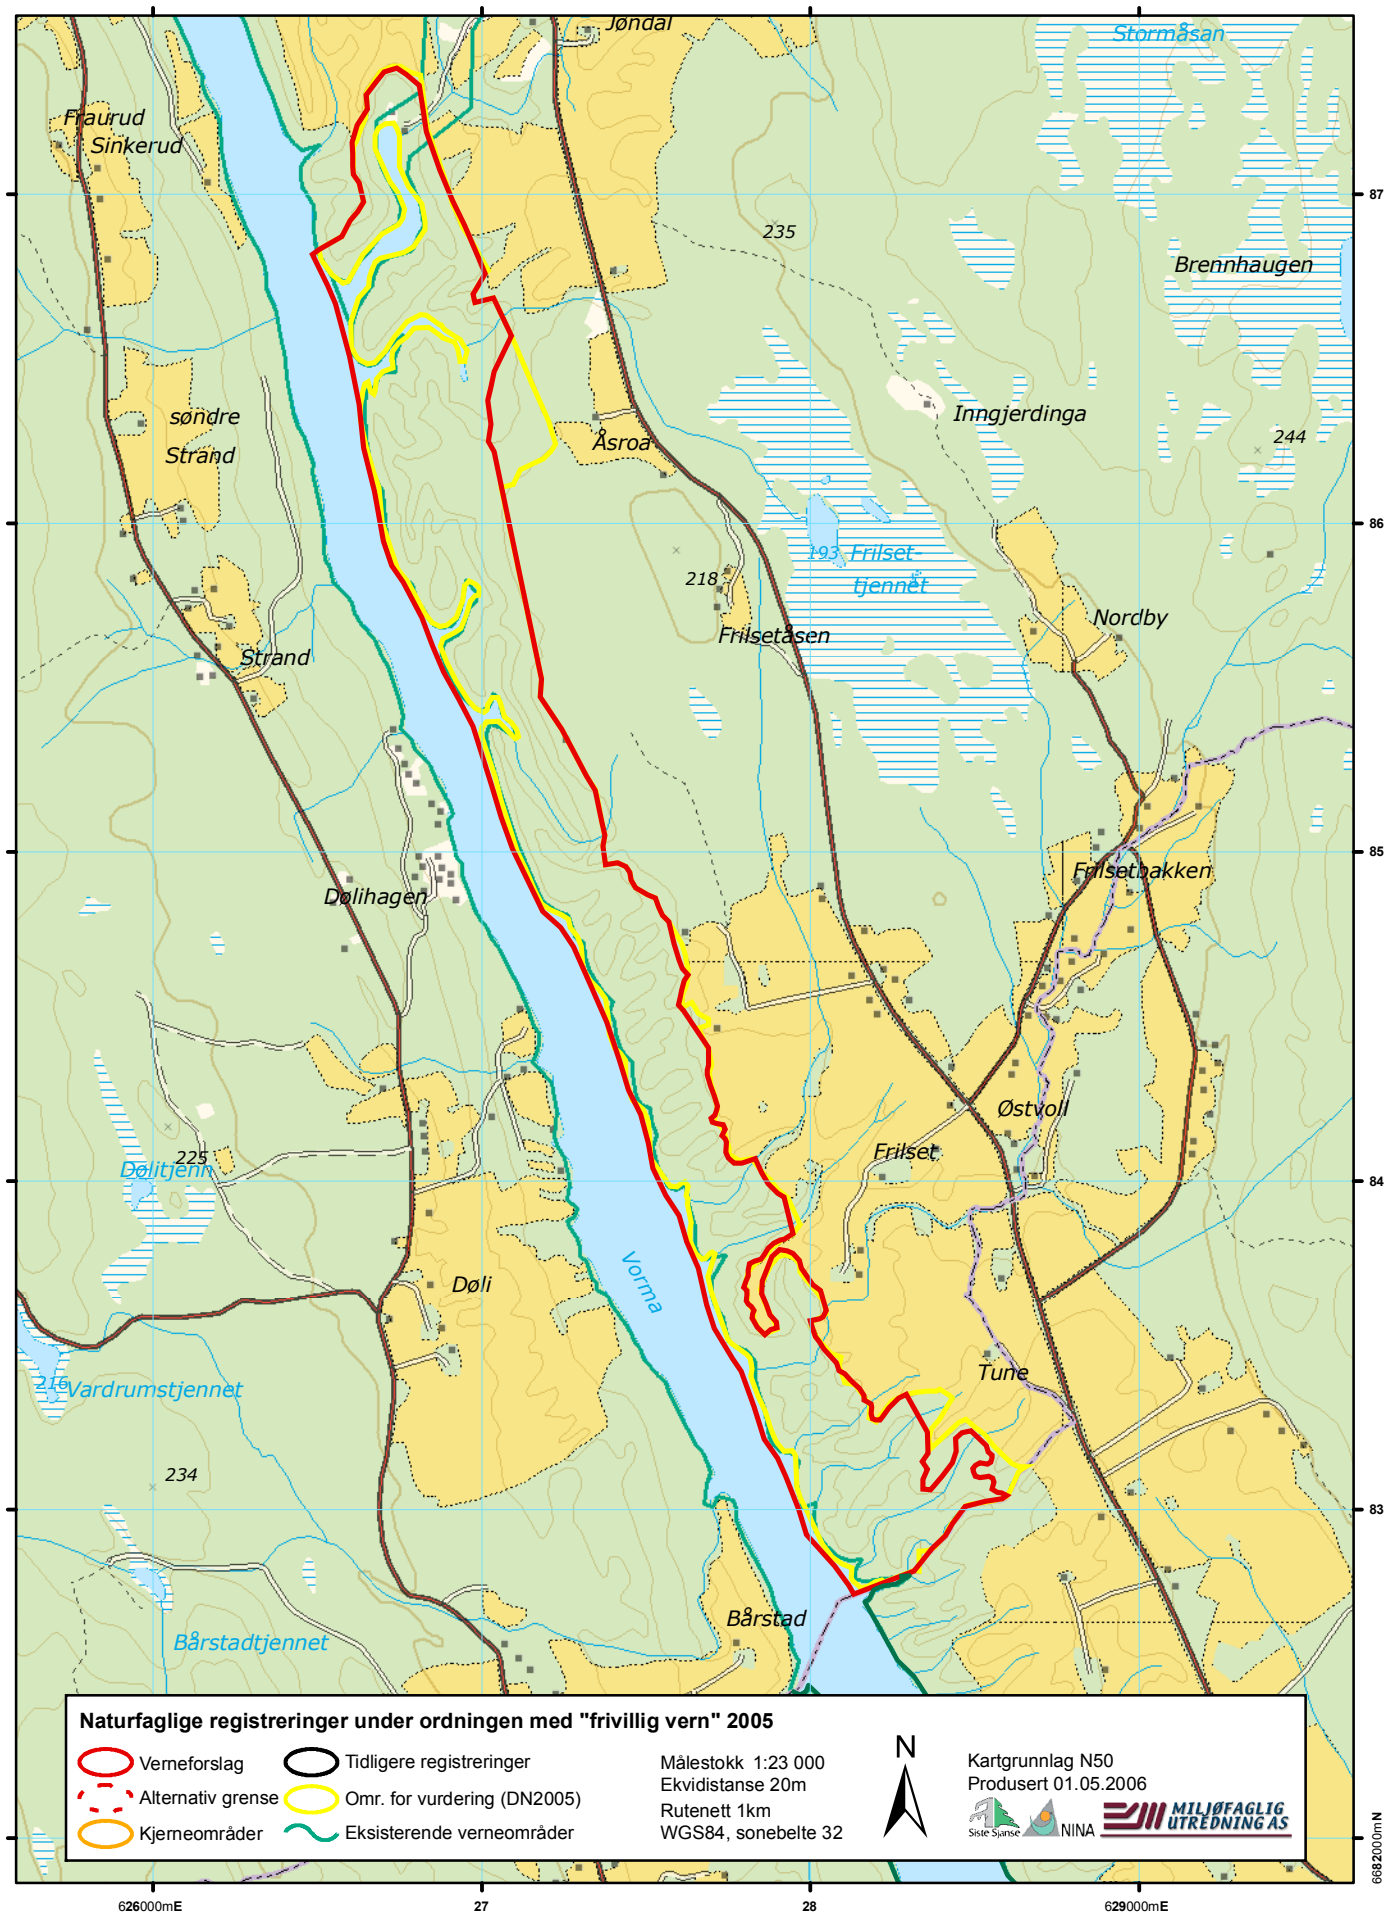 Jøndal
Stormåsan
Fraurud
Sinkerud
87
235
Brennhaugen
søndre
Strand
Inngjerdinga
244
Åsroa
86
193 Frilset-
tjennet
218
Nordby
Frilsetåsen
Strand
85
Frilsetbakken
Dølihagen
Østvoll
225
Dølitjenn
Frilset
84
Vorma
Døli
Tune
216
Vardrumstjennet
234
83
Bårstad
Bårstadtjennet
Naturfaglige registreringer under ordningen med "frivillig vern" 2005
Verneforslag
Tidligere registreringer
Alternativ grense
Omr. for vurdering (DN2005)
Kjerneområder
Eksisterende verneområder
Målestokk 1:23 000
Ekvidistanse 20m
Rutenett 1km
WGS84, sonebelte 32
N
Kartgrunnlag N50
Produsert 01.05.2006
Siste Sjanse
NINA
MILJØFAGLIG
UTREDNING AS
6682000mN
626000mE
27
28
629000mE